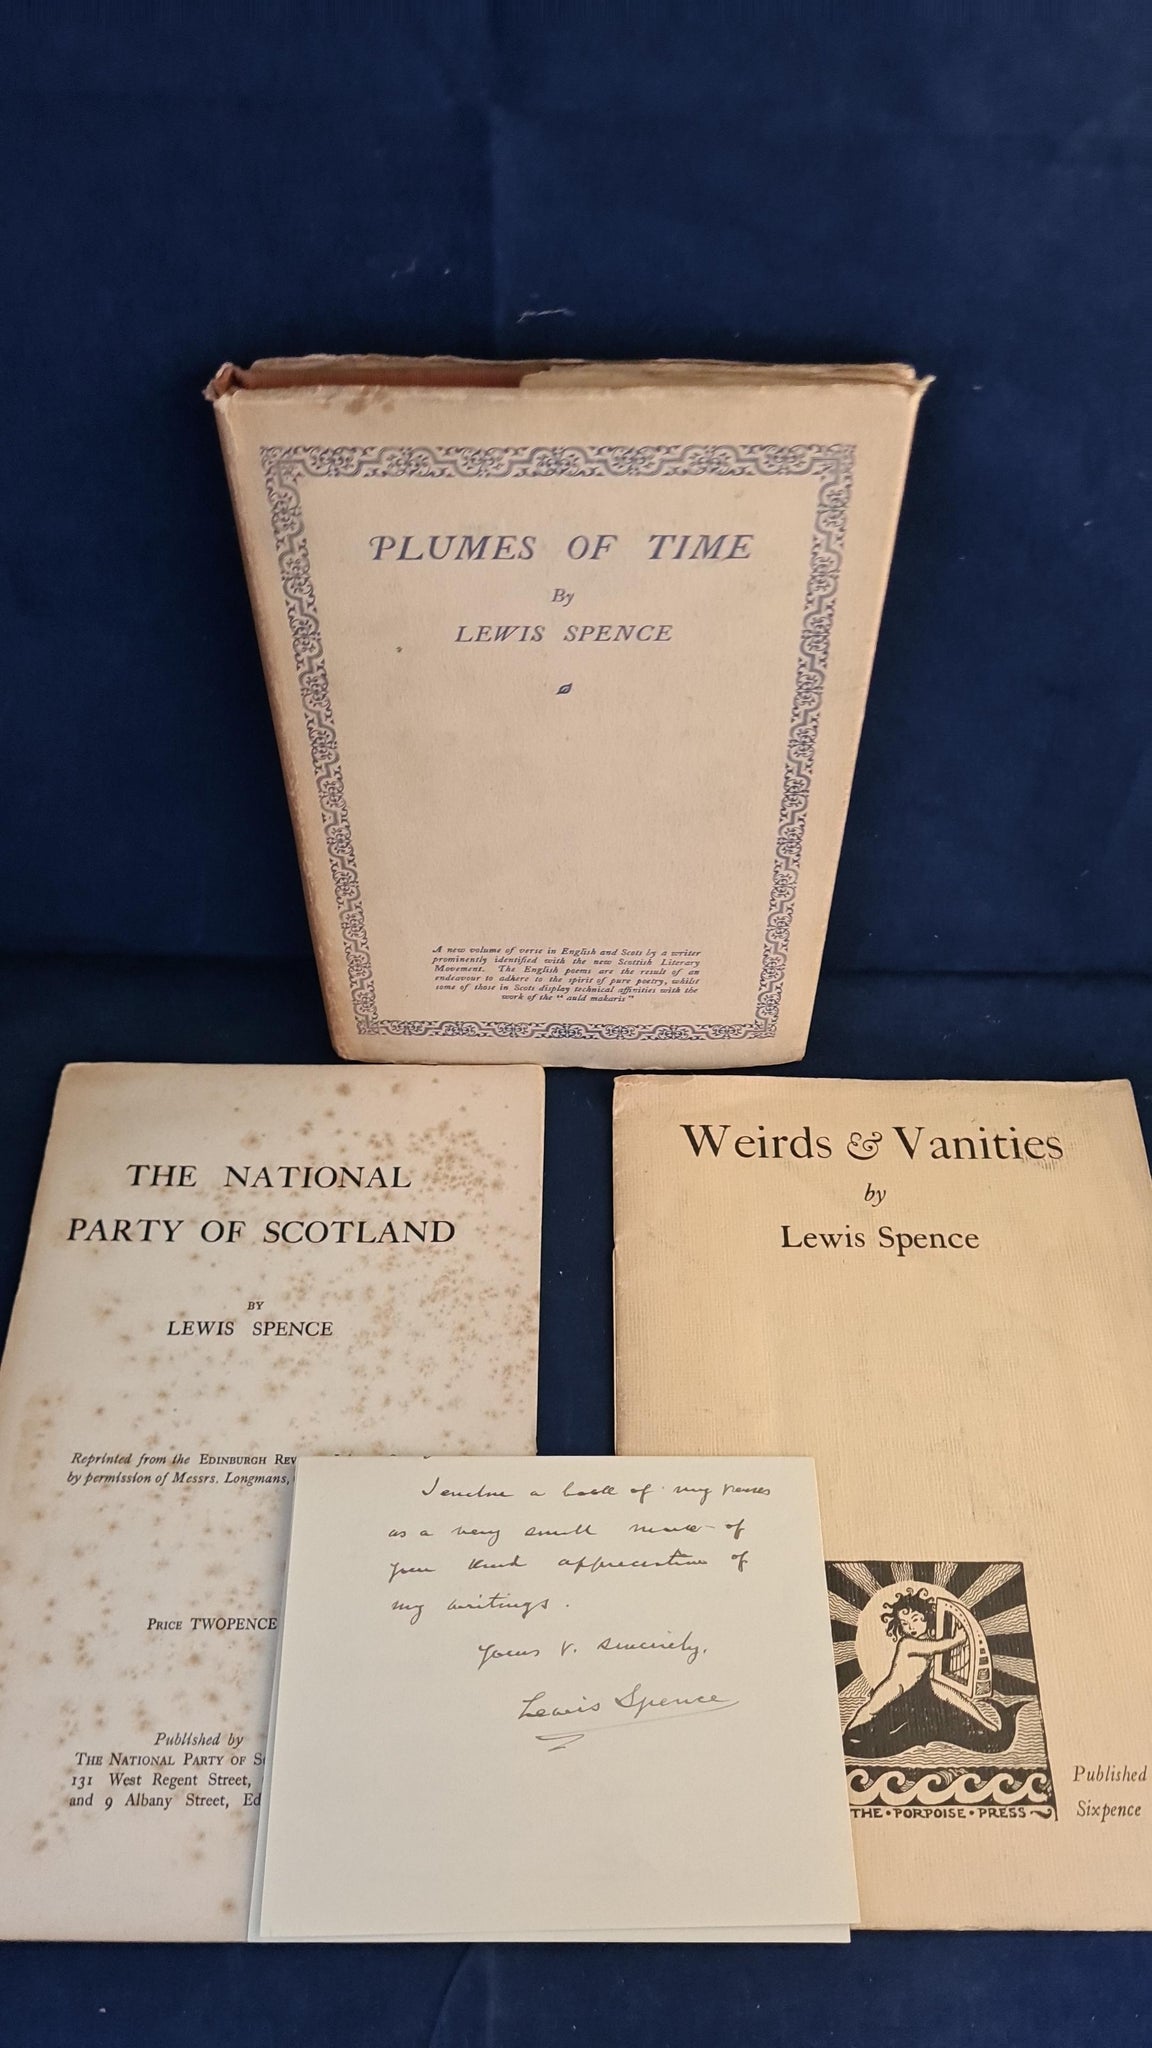 PLUMES OF TIME
By
LEWIS SPENCE
A new volume of verse in English and Scots by a writer
prominently identified with the new Scottish Literary
Movement. The English poems are the result of an
endeavour to adhere to the spirit of pure poetry, whilst
some of those in Scots display technical affinities with the
work of the "auld makaris"
THE NATIONAL
PARTY OF SCOTLAND
BY
LEWIS SPENCE
Reprinted from the EDINBURGH REV
by permission of Messrs. Longmans,
PRICE TWOPENCE
Published by
THE NATIONAL PARTY OF S
131 West Regent Street,
and 9 Albany Street, Ed
Weirds & Vanities
by
Lewis Spence
THE • PORPOISE • PRESS
Published
Sixpence
I enclose a book of my verses
as a very small mark of
your kind appreciation of
my writings.
Yours v. sincerely,
Lewis Spence